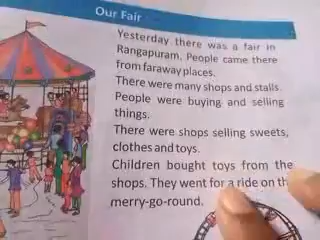 Our Fair
Yesterday there was a fair in
Rangapuram. People came there
from faraway places.
There were many shops and stalls.
People were buying and selling
things.
There were shops selling sweets,
clothes and toys.
Children bought toys from the
shops. They went for a ride on the
merry-go-round.